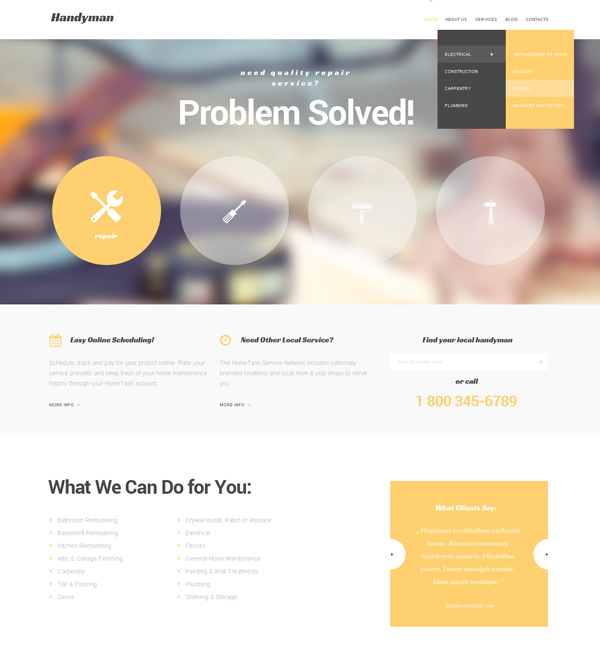 Handyman
HOME ABOUT US SERVICES BLOG CONTACTS
ELECTRICAL +
CONSTRUCTION
CARPENTRY
PLUMBING
REPLACEMENT OF SINKS
FAUCETS
TOILETS
WASHERS AND DRYERS
need quality repair
service?
Problem Solved!
repair
Easy Online Scheduling!
Schedule, track and pay for your project online. Rate your
service provider and keep track of your home maintenance
history through your HomeTask account.
MORE INFO
Need Other Local Service?
The HomeTask Service Network includes nationally-
branded locations and local mom & pop shops to serve
you.
MORE INFO
Find your local handyman
or call
1 800 345-6789
What We Can Do for You:
Bathroom Remodeling
Basement Remodeling
Kitchen Remodeling
Attic & Garage Finishing
Carpentry
Tile & Flooring
Decks
Drywall-Install, Patch or Replace
Electrical
Fences
General Home Maintenance
Painting & Wall Treatments
Plumbing
Shelving & Storage
What Clients Say:
„ Praesent vestibulum molestie
lacus. Aenean nonummy
hendrerit mauris. Phasellus
porta. Fusce suscipit varius.
Cum sociis natoque. "